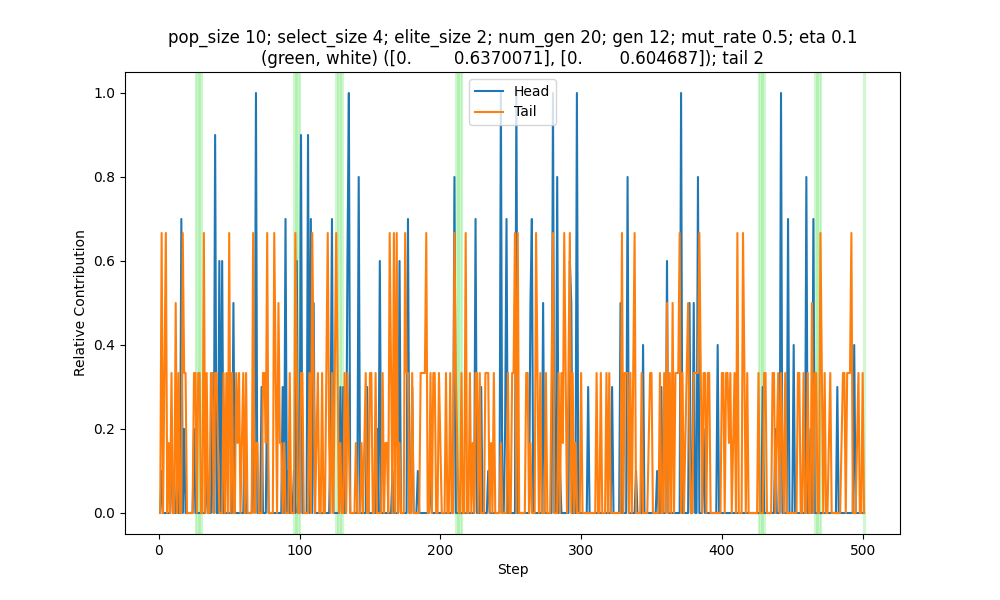 pop_size 10; select_size 4; elite_size 2; num_gen 20; gen 12; mut_rate 0.5; eta 0.1
(green, white) ([0. 0.6370071], [0. 0.604687]); tail 2
Head
Tail
1.0
0.8
0.6
0.4
0.2
0.0
Relative Contribution
0 100 200 300 400 500
Step